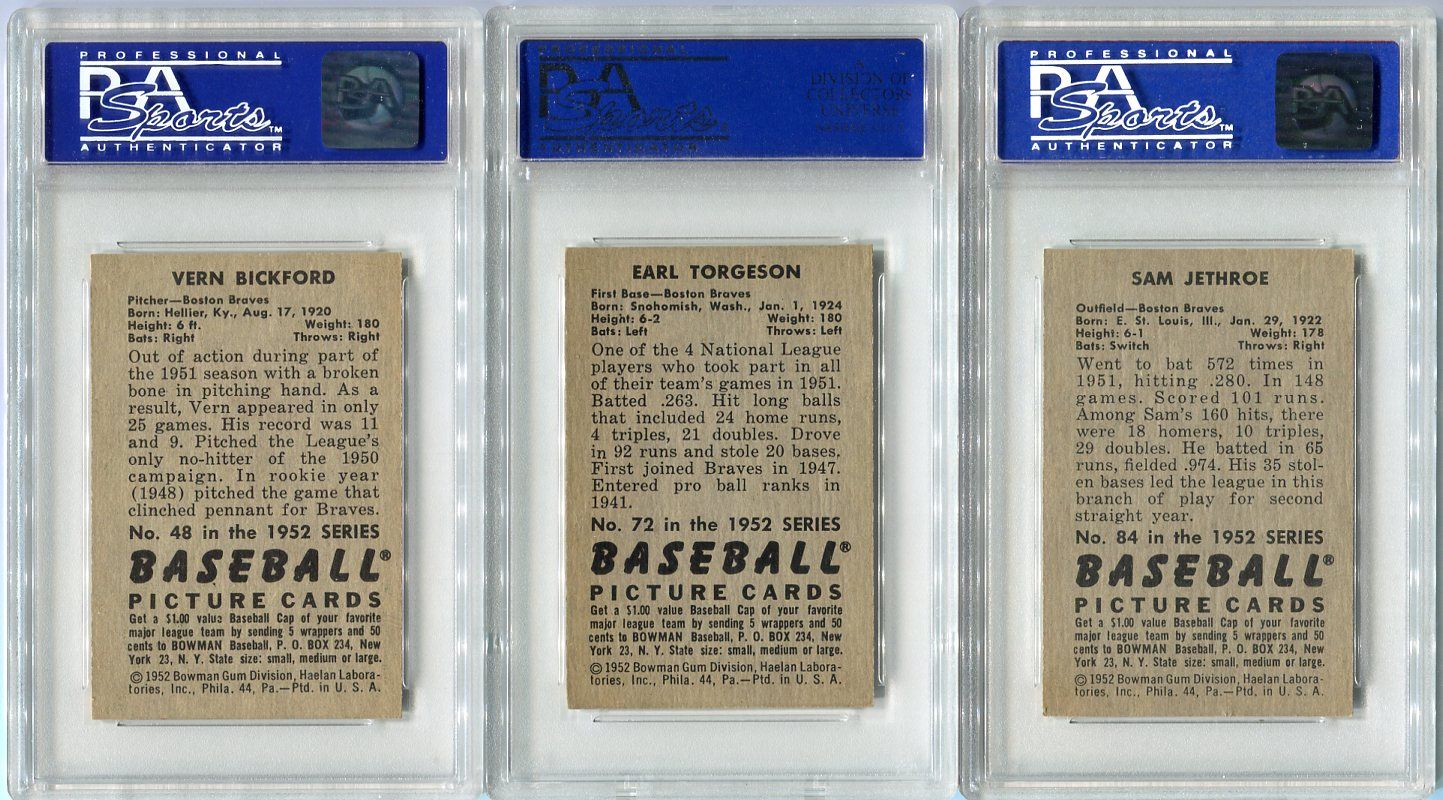 PROFESSIONAL
PSA
Sports™
AUTHENTICATOR
PSA
VERN BICKFORD
Pitcher—Boston Braves
Born: Hellier, Ky., Aug. 17, 1920
Height: 6 ft. Weight: 180
Bats: Right Throws: Right
Out of action during part of
the 1951 season with a broken
bone in pitching hand. As a
result, Vern appeared in only
25 games. His record was 11
and 9. Pitched the League's
only no-hitter of the 1950
campaign. In rookie year
(1948) pitched the game that
clinched pennant for Braves.
No. 48 in the 1952 SERIES
BASEBALL®
PICTURE CARDS
Get a $1.00 value Baseball Cap of your favorite
major league team by sending 5 wrappers and 50
cents to BOWMAN Baseball, P. O. BOX 234, New
York 23, N. Y. State size: small, medium or large.
© 1952 Bowman Gum Division, Haelan Labora-
tories, Inc., Phila. 44, Pa.—Ptd. in U. S. A.
PROFESSIONAL
PSA
Sports
AUTHENTICATOR
A
DIVISION OF
COLLECTORS
UNIVERSE
EARL TORGESON
First Base—Boston Braves
Born: Snohomish, Wash., Jan. 1, 1924
Height: 6-2 Weight: 180
Bats: Left Throws: Left
One of the 4 National League
players who took part in all
of their team's games in 1951.
Batted .263. Hit long balls
that included 24 home runs,
4 triples, 21 doubles. Drove
in 92 runs and stole 20 bases.
First joined Braves in 1947.
Entered pro ball ranks in
1941.
No. 72 in the 1952 SERIES
BASEBALL®
PICTURE CARDS
Get a $1.00 value Baseball Cap of your favorite
major league team by sending 5 wrappers and 50
cents to BOWMAN Baseball, P. O. BOX 234, New
York 23, N. Y. State size: small, medium or large.
© 1952 Bowman Gum Division, Haelan Labora-
tories, Inc., Phila. 44, Pa.—Ptd. in U. S. A.
PROFESSIONAL
PSA
Sports™
AUTHENTICATOR
PSA
SAM JETHROE
Outfield—Boston Braves
Born: E. St. Louis, Ill., Jan. 29, 1922
Height: 6-1 Weight: 178
Bats: Switch Throws: Right
Went to bat 572 times in
1951, hitting .280. In 148
games. Scored 101 runs.
Among Sam's 160 hits, there
were 18 homers, 10 triples,
29 doubles. He batted in 65
runs, fielded .974. His 35 stol-
en bases led the league in this
branch of play for second
straight year.
No. 84 in the 1952 SERIES
BASEBALL®
PICTURE CARDS
Get a $1.00 value Baseball Cap of your favorite
major league team by sending 5 wrappers and 50
cents to BOWMAN Baseball, P. O. BOX 234, New
York 23, N. Y. State size: small, medium or large.
© 1952 Bowman Gum Division, Haelan Labora-
tories, Inc., Phila. 44, Pa.—Ptd. in U. S. A.